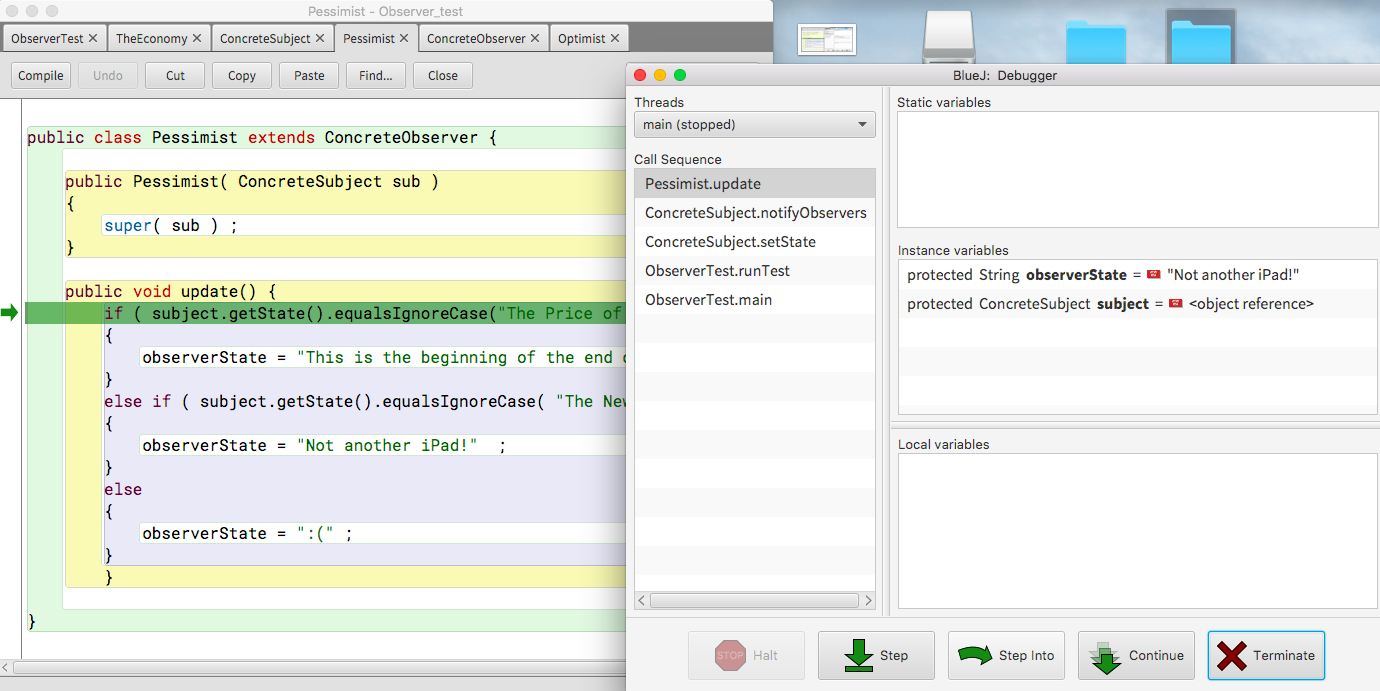 Pessimist - Observer_test
ObserverTest TheEconomy ConcreteSubject Pessimist ConcreteObserver Optimist
Compile Undo Cut Copy Paste Find... Close
public class Pessimist extends ConcreteObserver {
public Pessimist( ConcreteSubject sub )
{
super( sub ) ;
}
public void update() {
if ( subject.getState().equalsIgnoreCase("The Price of
{
observerState = "This is the beginning of the end
}
else if ( subject.getState().equalsIgnoreCase( "The New
{
observerState = "Not another iPad!"  ;
}
else
{
observerState = ":(" ;
}
}
}
BlueJ: Debugger
Threads
main (stopped)
Call Sequence
Pessimist.update
ConcreteSubject.notifyObservers
ConcreteSubject.setState
ObserverTest.runTest
ObserverTest.main
Static variables
Instance variables
protected String observerState = "Not another iPad!"
protected ConcreteSubject subject = <object reference>
Local variables
STOP Halt
Step
Step Into
Continue
Terminate